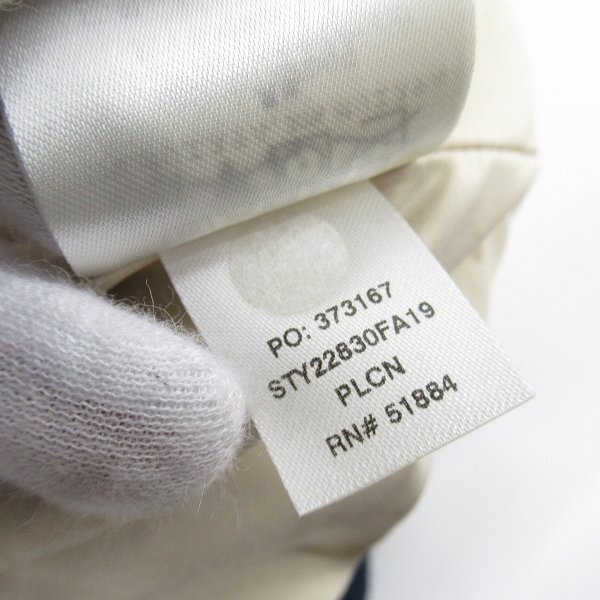 PO: 373167
STY22830FA19
PLCN
RN# 51884